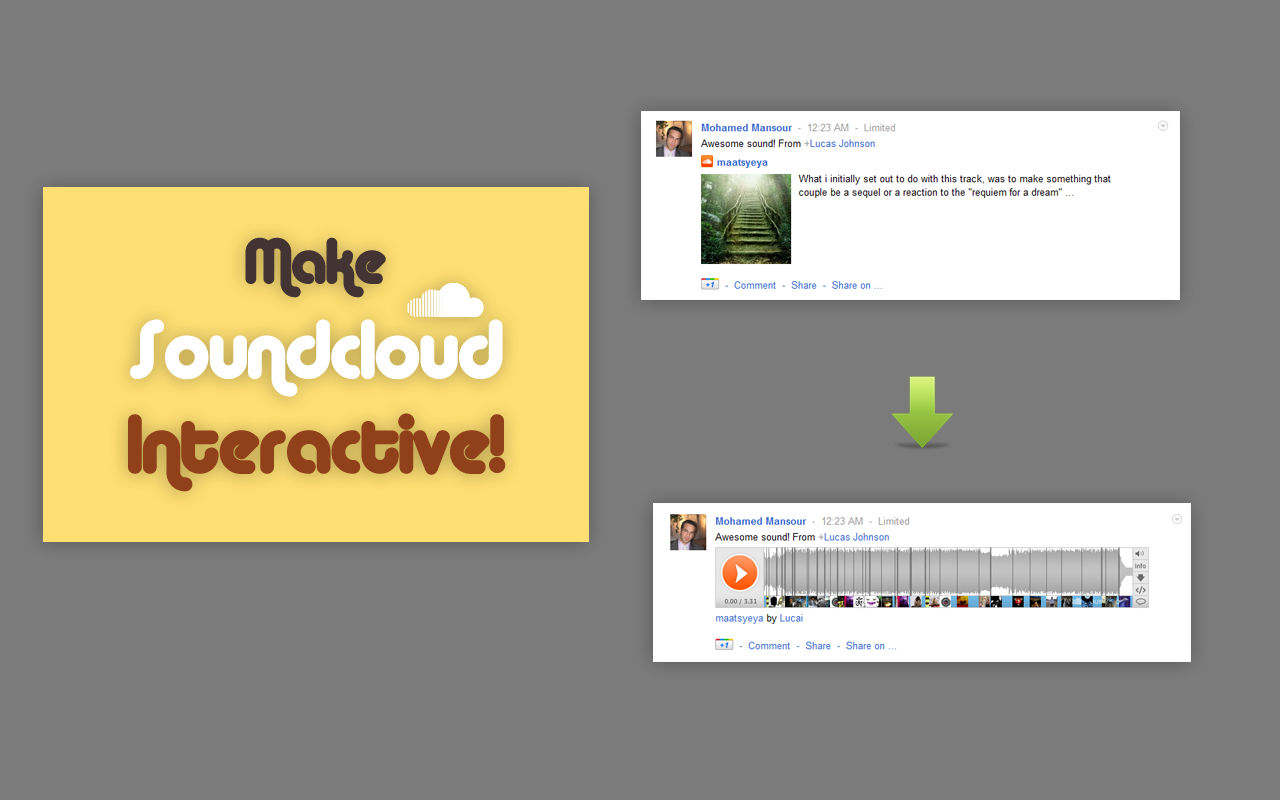 Make
Soundcloud
Interactive!
Mohamed Mansour - 12:23 AM - Limited
Awesome sound! From +Lucas Johnson
maatsyeya
What i initially set out to do with this track, was to make something that
couple be a sequel or a reaction to the "requiem for a dream" ...
+1 - Comment - Share - Share on ...
Mohamed Mansour - 12:23 AM - Limited
Awesome sound! From +Lucas Johnson
info
0.00 / 3.31
</>
maatsyeya by Lucai
+1 - Comment - Share - Share on ...